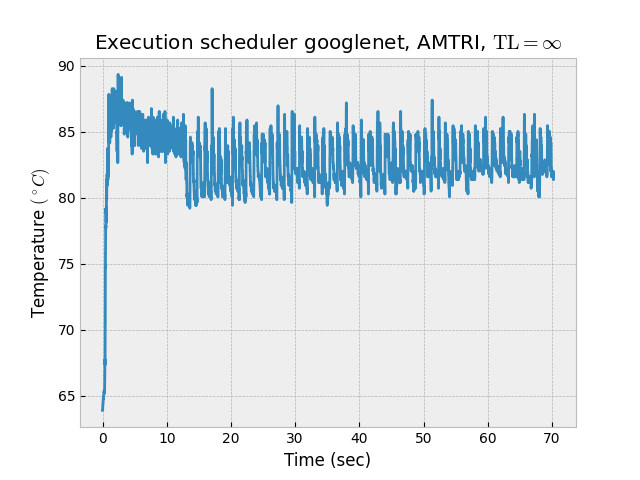 Execution scheduler googlenet, AMTRI, TL = ∞
90
85
80
75
70
65
Temperature (°C)
0 10 20 30 40 50 60 70
Time (sec)